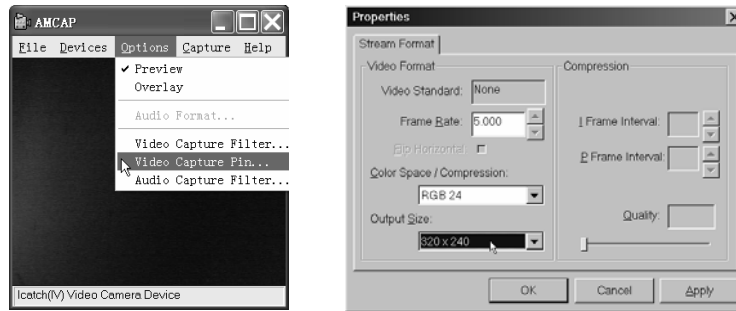 AMCAP
File Devices Options Capture Help
Preview
Overlay
Audio Format...
Video Capture Filter...
Video Capture Pin...
Audio Capture Filter...
Icatch(IV) Video Camera Device
Properties
Stream Format
Video Format
Video Standard: None
Frame Rate: 5.000
Flip Horizontal
Color Space / Compression:
RGB 24
Output Size:
320 x 240
Compression
I Frame Interval:
P Frame Interval:
Quality:
OK Cancel Apply